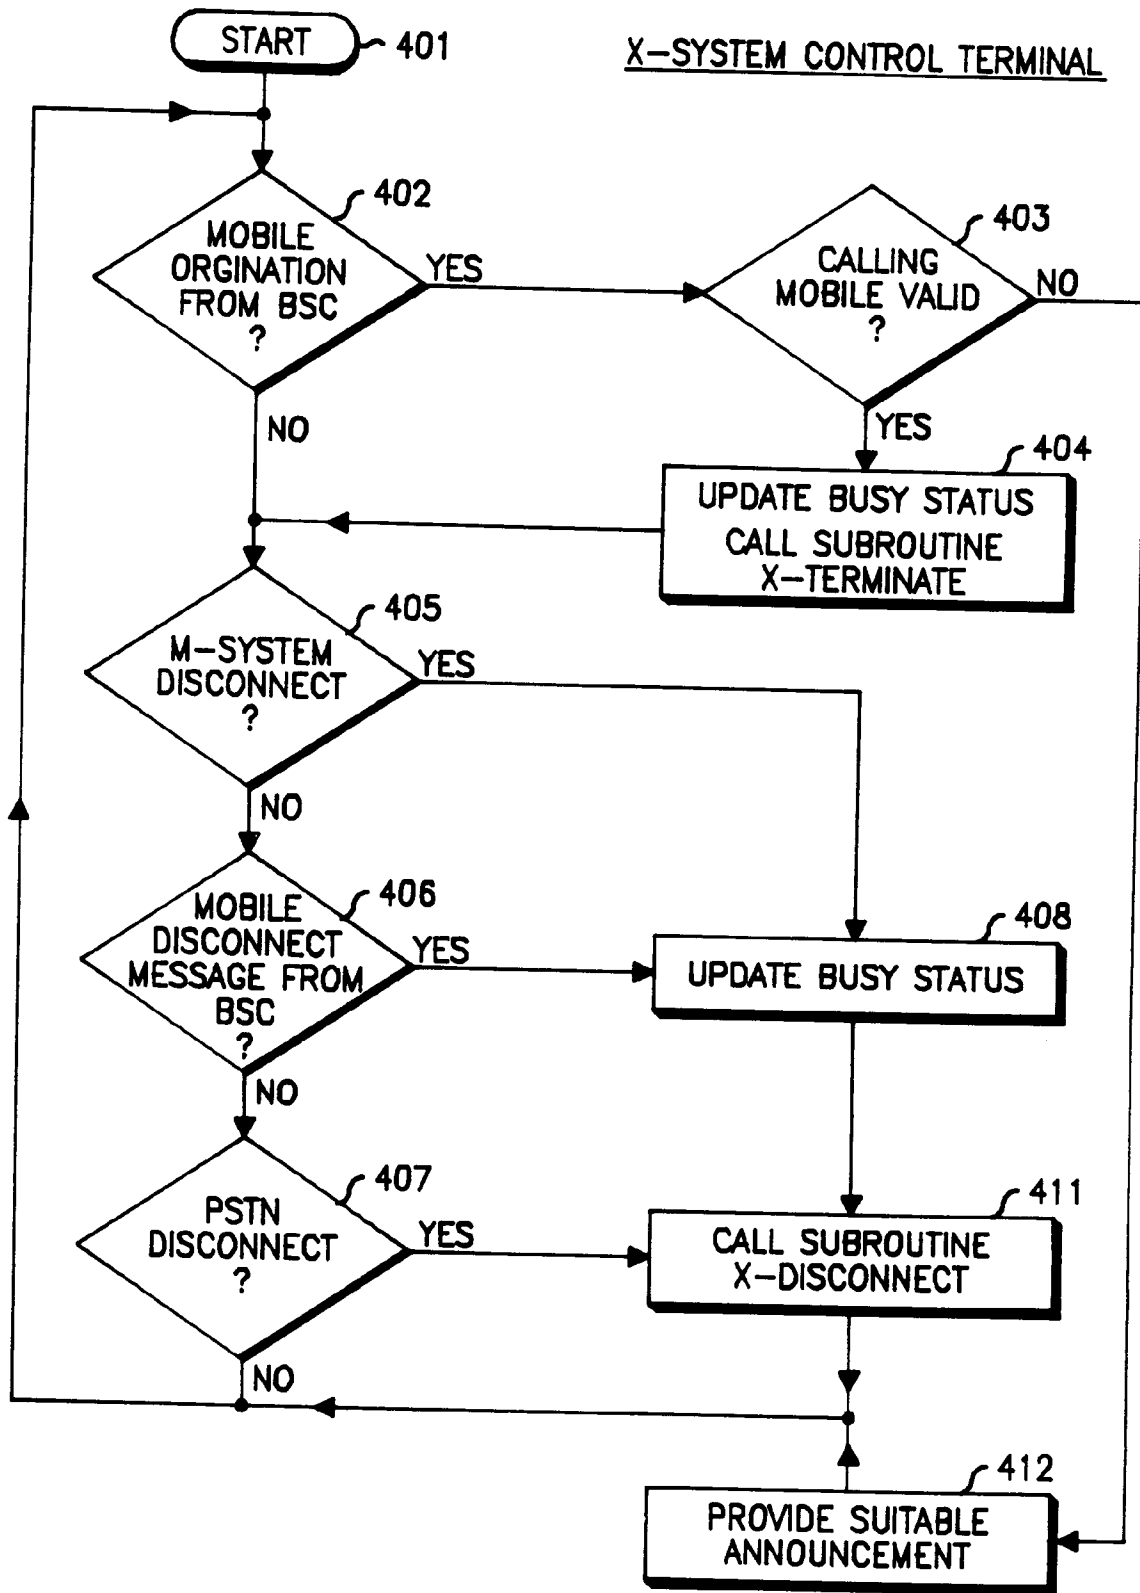 START
401
X-SYSTEM CONTROL TERMINAL
402
MOBILE
ORGINATION
FROM BSC
?
YES
NO
403
CALLING
MOBILE VALID
?
NO
YES
404
UPDATE BUSY STATUS
CALL SUBROUTINE
X-TERMINATE
405
M-SYSTEM
DISCONNECT
?
YES
NO
406
MOBILE
DISCONNECT
MESSAGE FROM
BSC
?
YES
NO
408
UPDATE BUSY STATUS
407
PSTN
DISCONNECT
?
YES
NO
411
CALL SUBROUTINE
X-DISCONNECT
412
PROVIDE SUITABLE
ANNOUNCEMENT